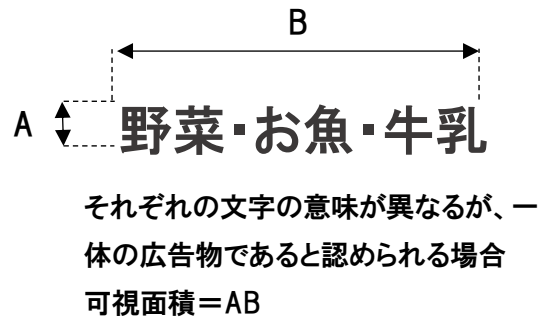 B
A
野菜・お魚・牛乳
それぞれの文字の意味が異なるが、一
体の広告物であると認められる場合
可視面積＝AB